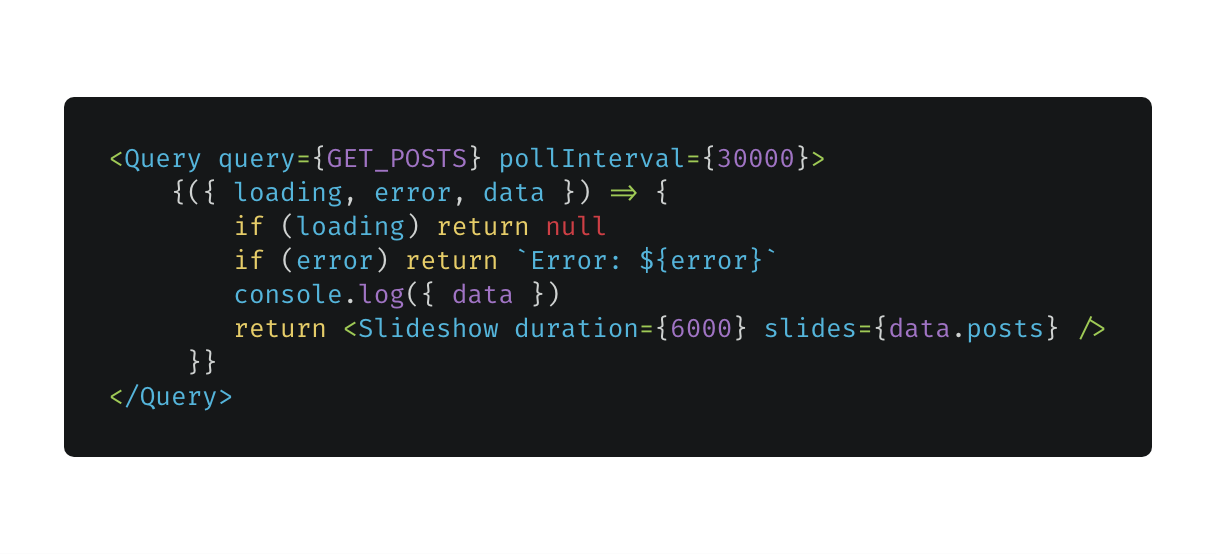 <Query query={GET_POSTS} pollInterval={30000}>
    {({ loading, error, data }) => {
        if (loading) return null
        if (error) return `Error: ${error}`
        console.log({ data })
        return <Slideshow duration={6000} slides={data.posts} />
     }}
</Query>